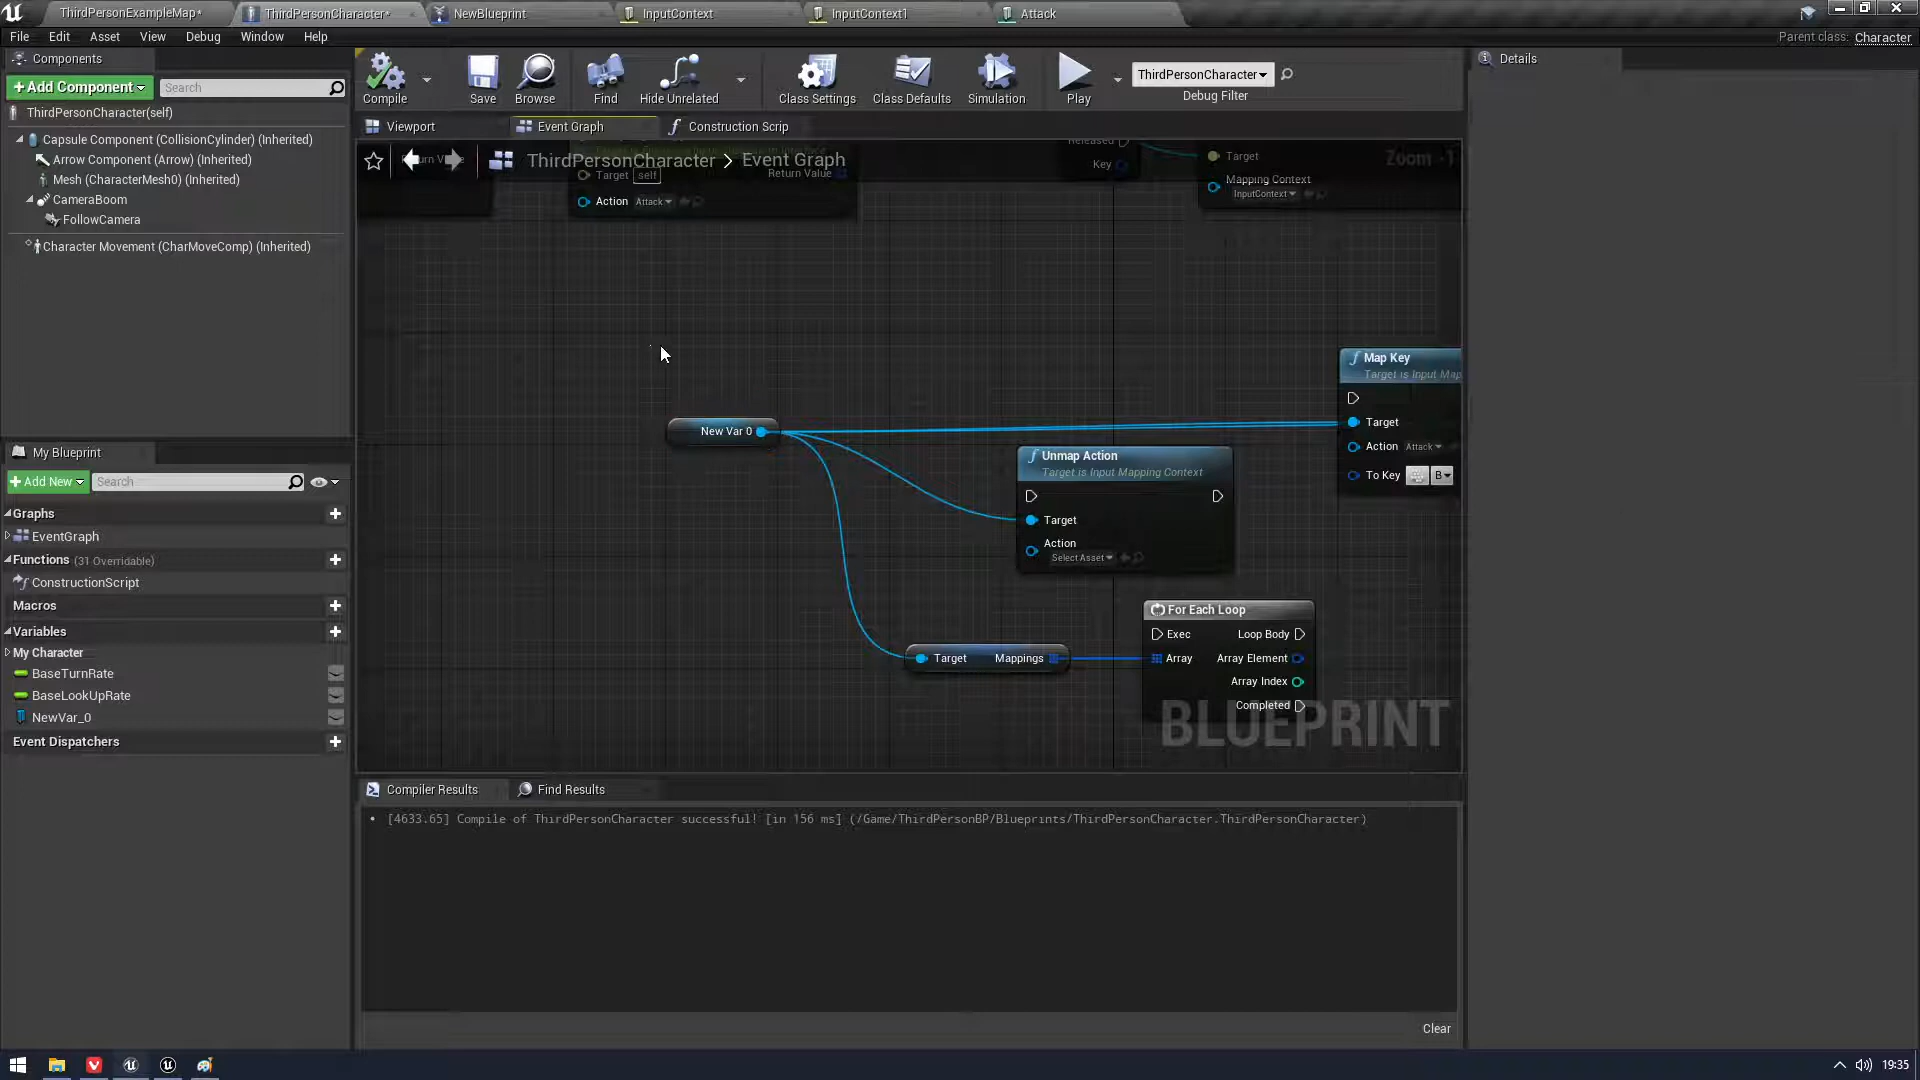 ThirdPersonExampleMap*
ThirdPersonCharacter*
NewBlueprint
InputContext
InputContext1
Attack
File
Edit
Asset
View
Debug
Window
Help
Parent class: Character
Components
+Add Component
Search
ThirdPersonCharacter(self)
Capsule Component (CollisionCylinder) (Inherited)
Arrow Component (Arrow) (Inherited)
Mesh (CharacterMesh0) (Inherited)
CameraBoom
FollowCamera
Character Movement (CharMoveComp) (Inherited)
Compile
Save
Browse
Find
Hide Unrelated
Class Settings
Class Defaults
Simulation
Play
ThirdPersonCharacter
Debug Filter
Details
Viewport
Event Graph
Construction Scrip
ThirdPersonCharacter > Event Graph
Zoom -1
Target self
Return Value
Action Attack
Released
Key
Target
Mapping Context
InputContext
New Var 0
Map Key
Target is Input Map
Target
Action Attack
To Key B
Unmap Action
Target is Input Mapping Context
Target
Action
Select Asset
Target Mappings
For Each Loop
Exec Loop Body
Array Array Element
Array Index
Completed
BLUEPRINT
My Blueprint
+Add New
Search
Graphs
EventGraph
Functions (31 Overridable)
ConstructionScript
Macros
Variables
My Character
BaseTurnRate
BaseLookUpRate
NewVar_0
Event Dispatchers
Compiler Results
Find Results
• [4633.65] Compile of ThirdPersonCharacter successful! [in 156 ms] (/Game/ThirdPersonBP/Blueprints/ThirdPersonCharacter.ThirdPersonCharacter)
Clear
19:35